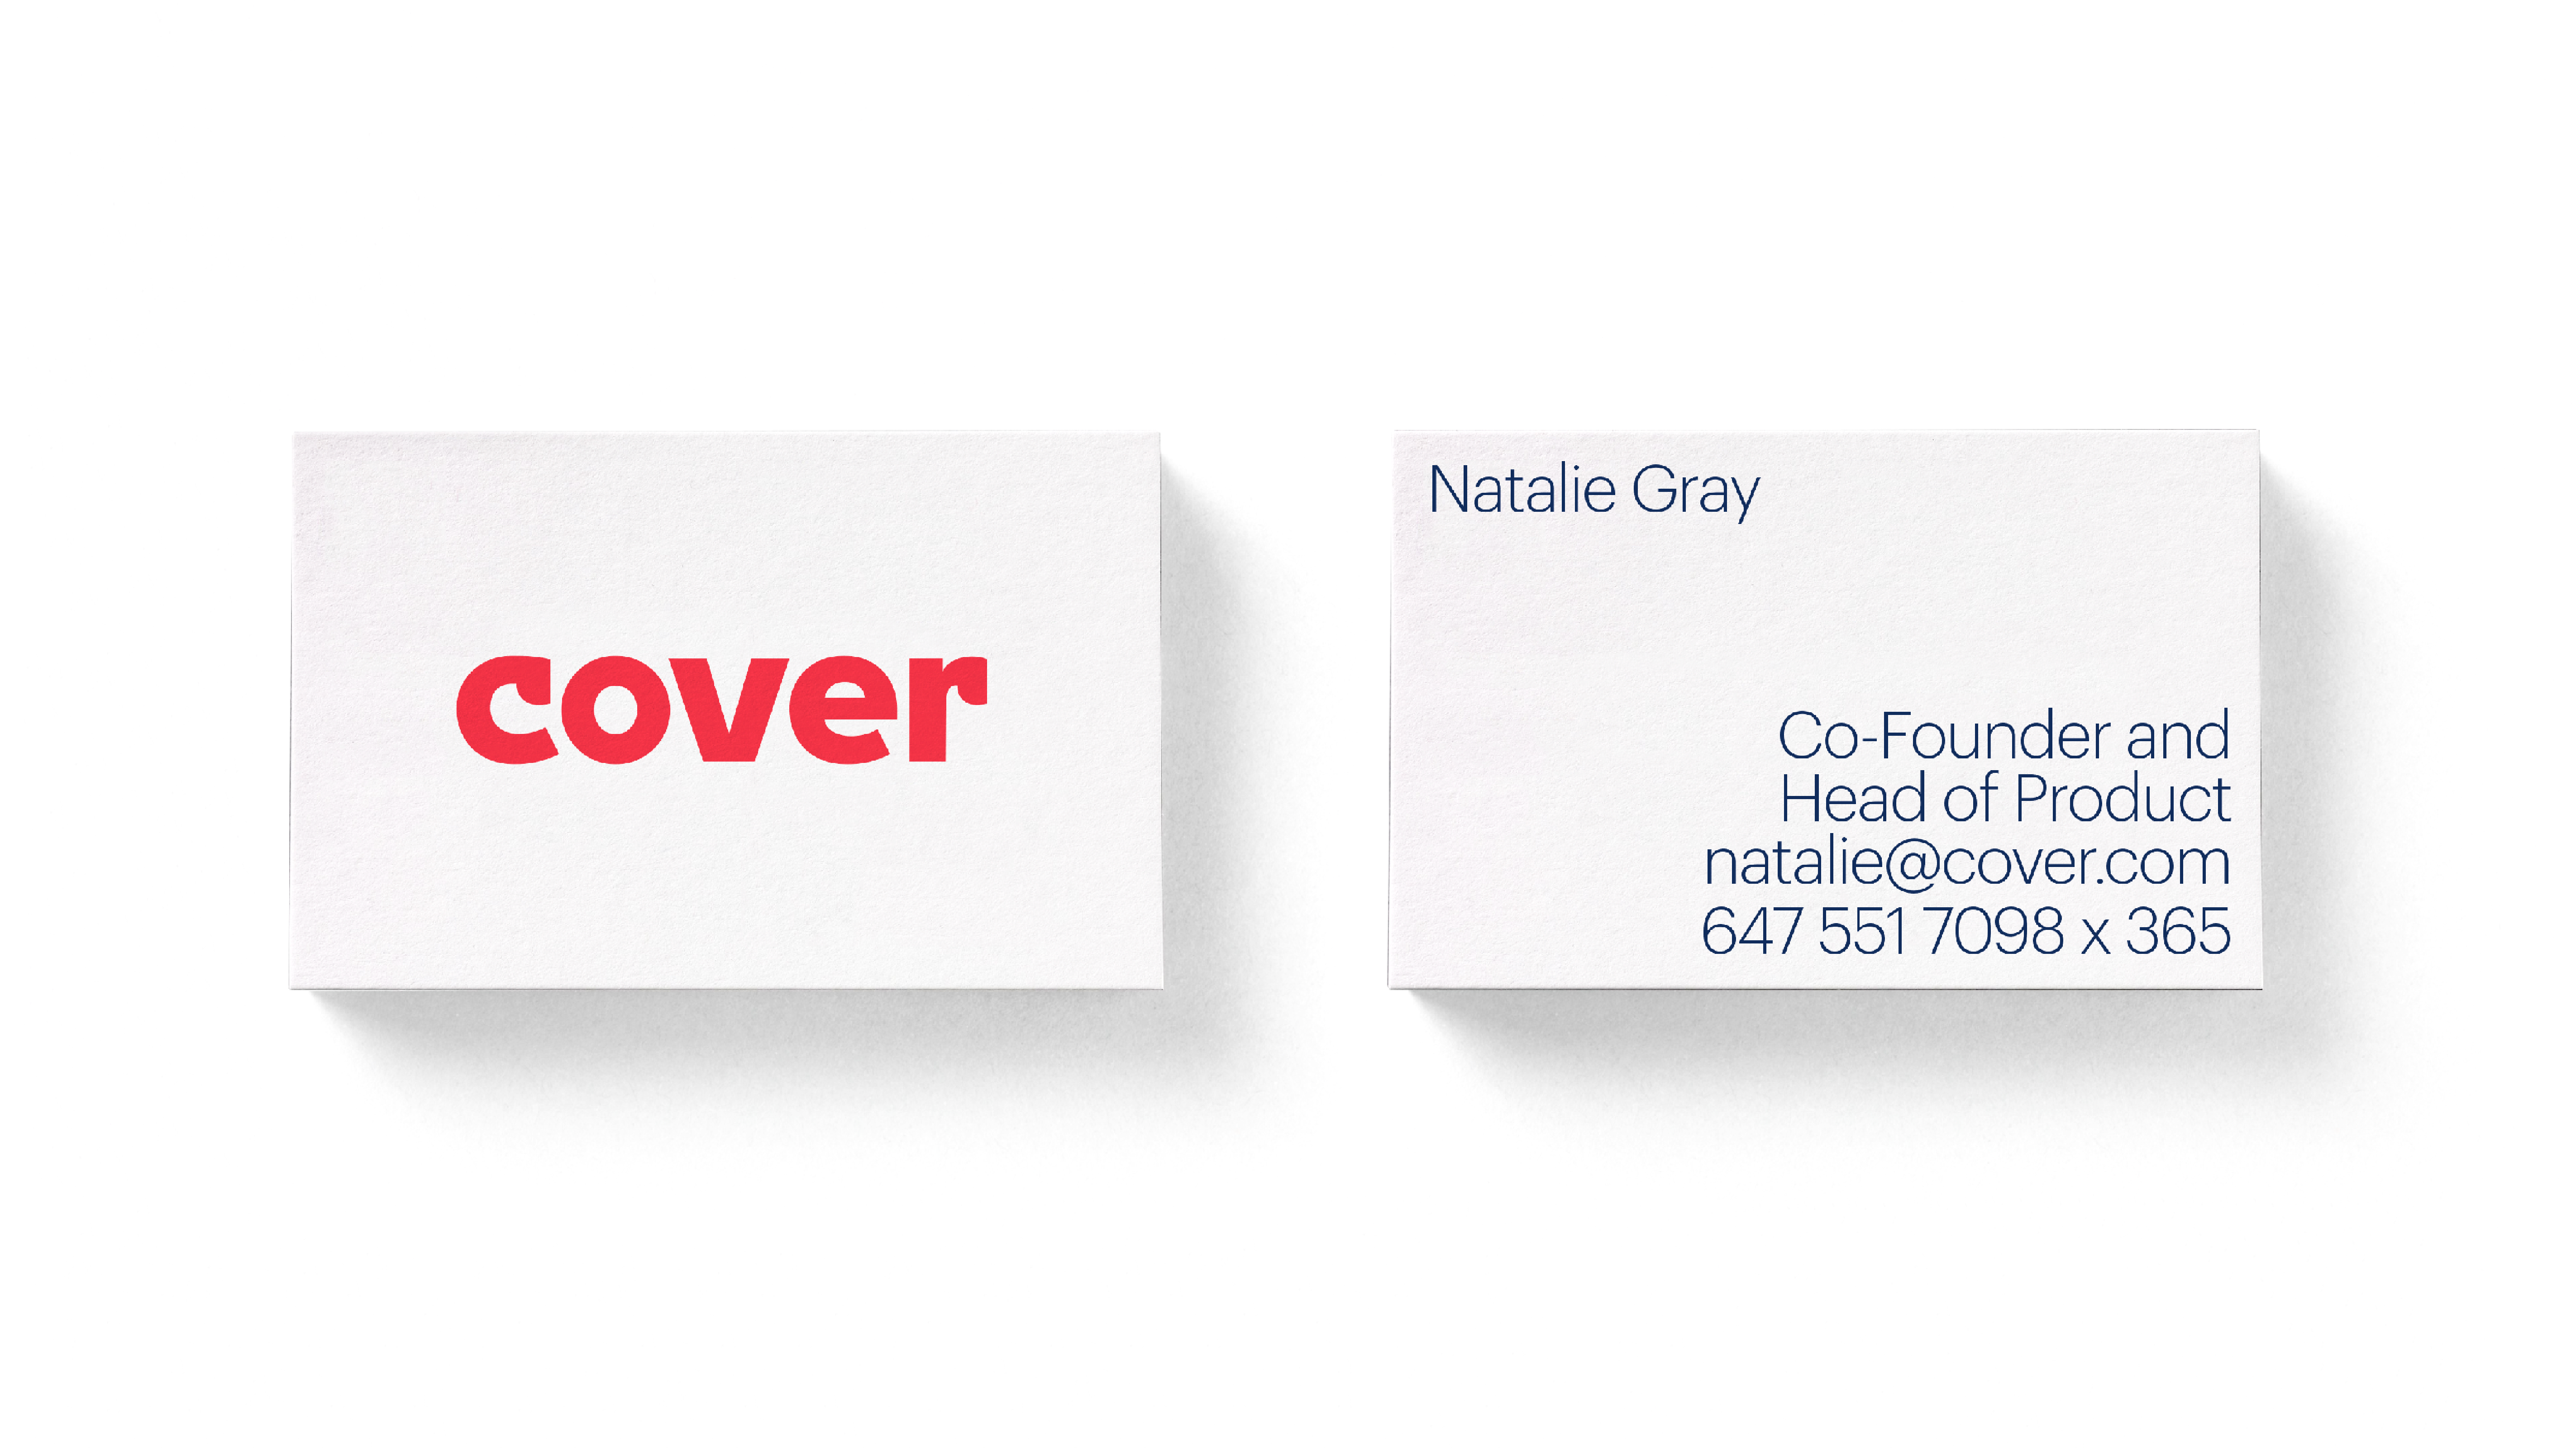 cover
Natalie Gray
Co-Founder and
Head of Product
natalie@cover.com
647 551 7098 x 365